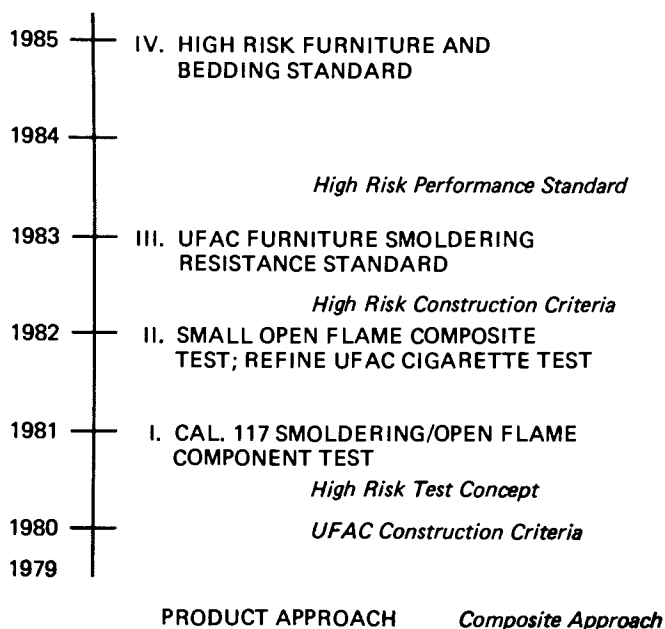 1985 IV. HIGH RISK FURNITURE AND
BEDDING STANDARD
1984
High Risk Performance Standard
1983 III. UFAC FURNITURE SMOLDERING
RESISTANCE STANDARD
High Risk Construction Criteria
1982 II. SMALL OPEN FLAME COMPOSITE
TEST; REFINE UFAC CIGARETTE TEST
1981 I. CAL. 117 SMOLDERING/OPEN FLAME
COMPONENT TEST
High Risk Test Concept
1980 UFAC Construction Criteria
1979
PRODUCT APPROACH Composite Approach